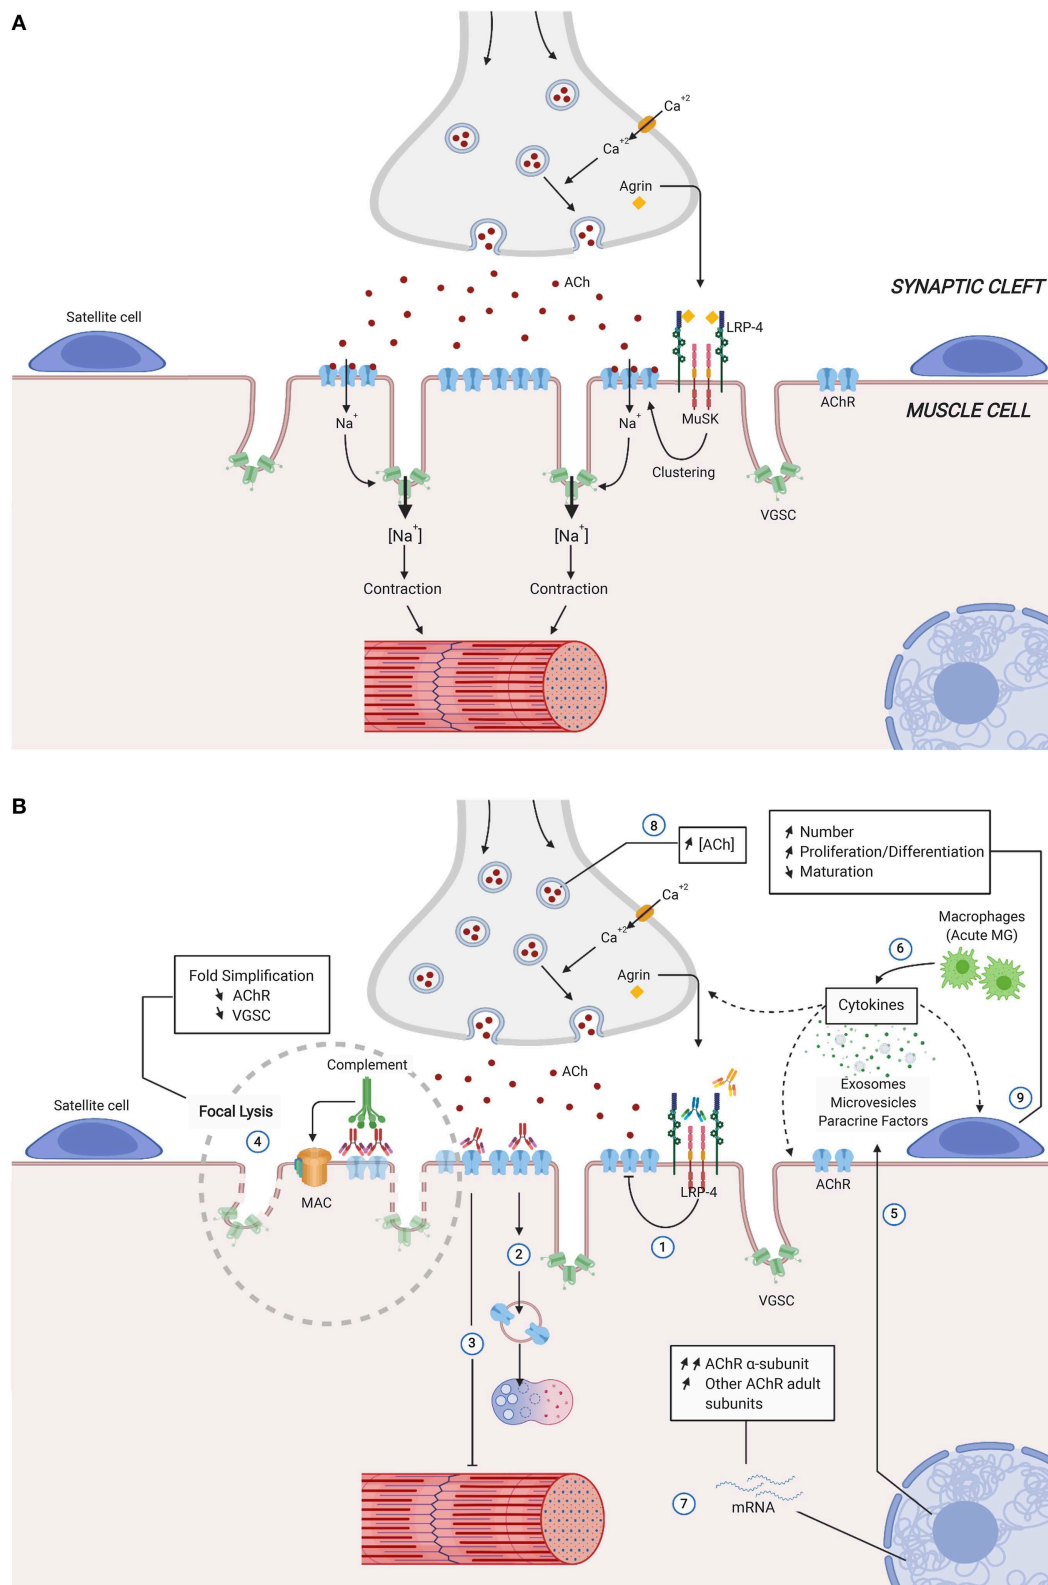 A
Ca+2
Ca+2
Agrin
ACh
SYNAPTIC CLEFT
Satellite cell
LRP-4
AChR
MUSCLE CELL
Na+
Na+
MuSK
Clustering
VGSC
[Na+]
[Na+]
Contraction
Contraction
B
8
[ACh]
Number
Proliferation/Differentiation
Maturation
Ca+2
Ca+2
Macrophages
(Acute MG)
6
Fold Simplification
AChR
VGSC
Agrin
Cytokines
Complement
ACh
Exosomes
Microvesicles
Paracrine Factors
9
Satellite cell
Focal Lysis
4
MAC
LRP-4
AChR
5
1
2
VGSC
3
AChR α-subunit
Other AChR adult
subunits
7
mRNA